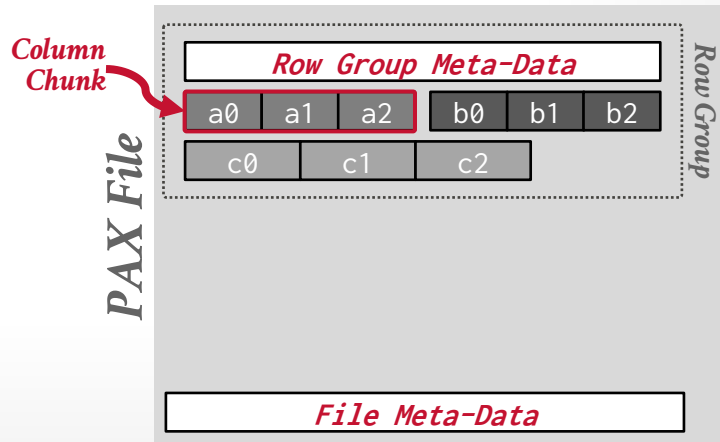 Column
Chunk
Row Group Meta-Data
a0 a1 a2 b0 b1 b2
c0 c1 c2
Row Group
PAX File
File Meta-Data